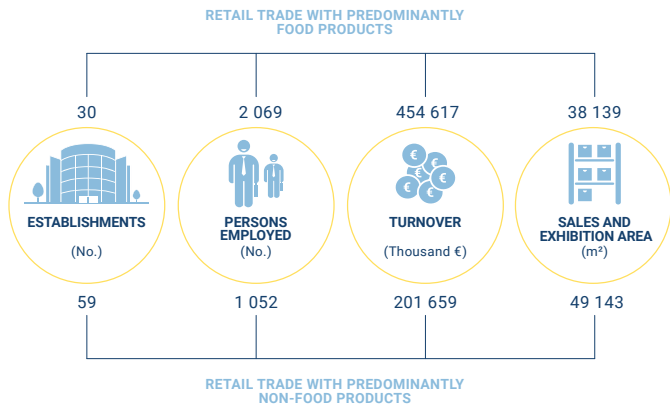 RETAIL TRADE WITH PREDOMINANTLY
FOOD PRODUCTS
30
2 069
454 617
38 139
€ € € € € €
ESTABLISHMENTS
(No.)
PERSONS
EMPLOYED
(No.)
TURNOVER
(Thousand €)
SALES AND
EXHIBITION AREA
(m²)
59
1 052
201 659
49 143
RETAIL TRADE WITH PREDOMINANTLY
NON-FOOD PRODUCTS